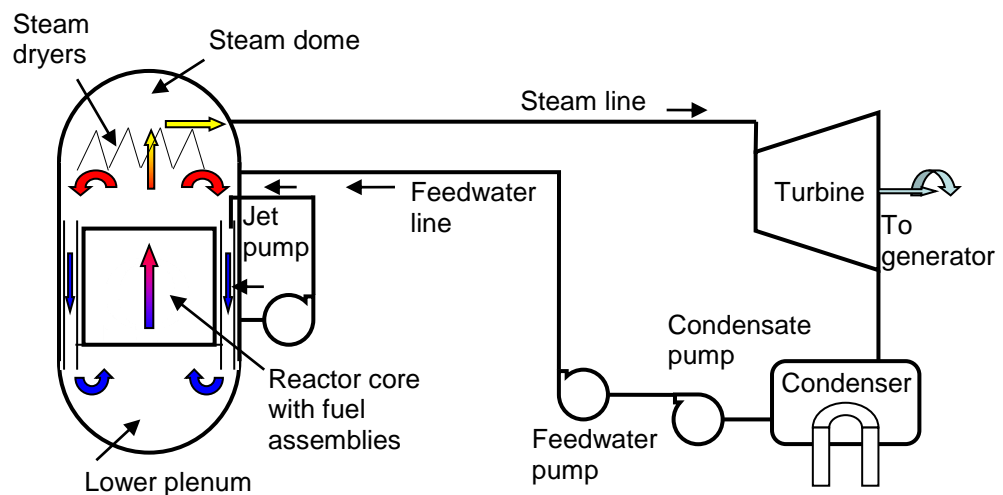 Steam
dryers
Steam dome
Steam line
Feedwater
line
Jet
pump
Turbine
To
generator
Condensate
pump
Condenser
Reactor core
with fuel
assemblies
Feedwater
pump
Lower plenum